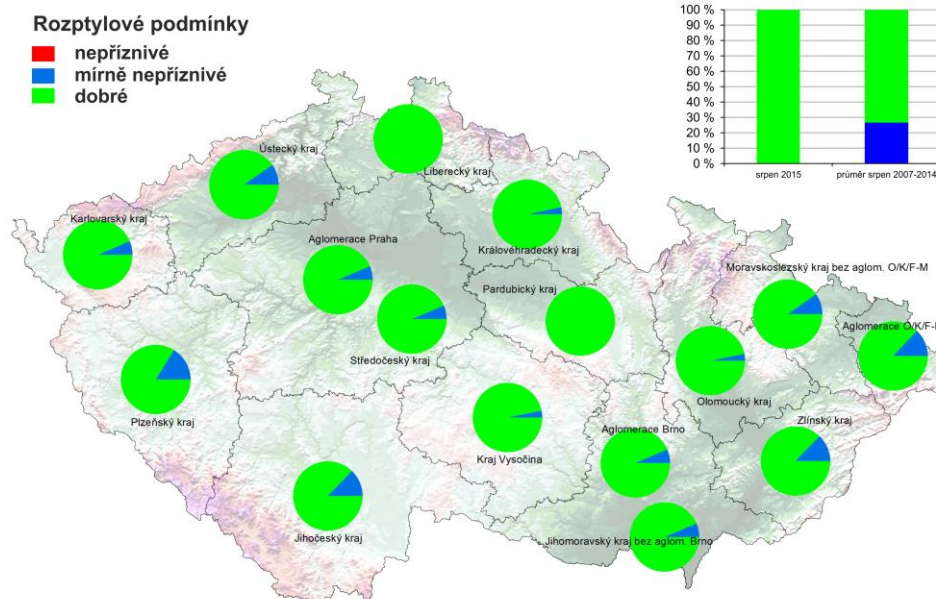 Rozptylové podmínky
nepříznivé
mírně nepříznivé
dobré
100 %
90 %
80 %
70 %
60 %
50 %
40 %
30 %
20 %
10 %
0 %
srpen 2015
průměr srpen 2007-2014
Ústecký kraj
Liberecký kraj
Karlovarský kraj
Královéhradecký kraj
Aglomerace Praha
Moravskoslezský kraj bez aglom. O/K/F-M
Pardubický kraj
Aglomerace O/K/F-M
Středočeský kraj
Olomoucký kraj
Plzeňský kraj
Zlínský kraj
Aglomerace Brno
Kraj Vysočina
Jihočeský kraj
Jihomoravský kraj bez aglom. Brno